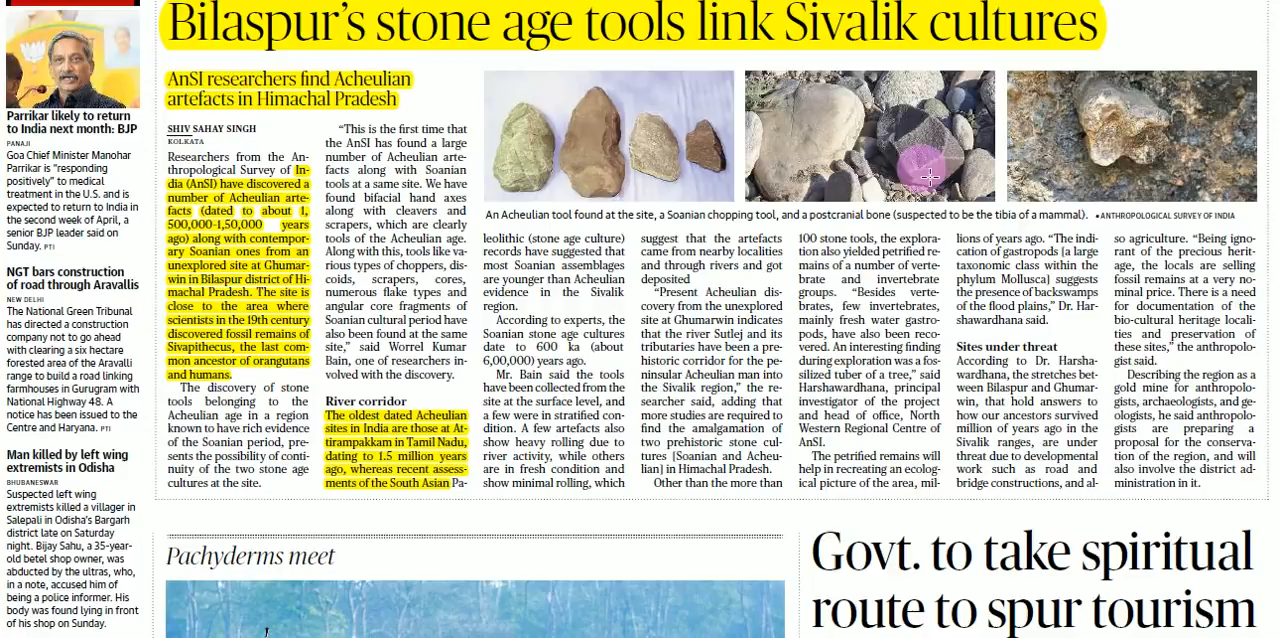 Parrikar likely to return
to India next month: BJP
PANAJI
Goa Chief Minister Manohar
Parrikar is “responding
positively” to medical
treatment in the U.S. and is
expected to return to India in
the second week of April, a
senior BJP leader said on
Sunday. PTI
NGT bars construction
of road through Aravallis
NEW DELHI
The National Green Tribunal
has directed a construction
company not to go ahead
with clearing a six hectare
forested area of the Aravalli
range to build a road linking
farmhouses in Gurugram with
National Highway 48. A
notice has been issued to the
Centre and Haryana. PTI
Man killed by left wing
extremists in Odisha
BHUBANESWAR
Suspected left wing
extremists killed a villager in
Salepali in Odisha's Bargarh
district late on Saturday
night. Bijay Sahu, a 35-year-
old betel shop owner, was
abducted by the ultras, who,
in a note, accused him of
being a police informer. His
body was found lying in front
of his shop on Sunday.
Bilaspur’s stone age tools link Sivalik cultures
AnSI researchers find Acheulian
artefacts in Himachal Pradesh
SHIV SAHAY SINGH
KOLKATA
Researchers from the An-
thropological Survey of In-
dia (AnSI) have discovered a
number of Acheulian arte-
facts (dated to about 1,
500,000-1,50,000 years
ago) along with contempor-
ary Soanian ones from an
unexplored site at Ghumar-
win in Bilaspur district of Hi-
machal Pradesh. The site is
close to the area where
scientists in the 19th century
discovered fossil remains of
Sivapithecus, the last com-
mon ancestor of orangutans
and humans.
The discovery of stone
tools belonging to the
Acheulian age in a region
known to have rich evidence
of the Soanian period, pre-
sents the possibility of conti-
nuity of the two stone age
cultures at the site.
“This is the first time that
the AnSI has found a large
number of Acheulian arte-
facts along with Soanian
tools at a same site. We have
found bifacial hand axes
along with cleavers and
scrapers, which are clearly
tools of the Acheulian age.
Along with this, tools like va-
rious types of choppers, dis-
coids, scrapers, cores,
numerous flake types and
angular core fragments of
Soanian cultural period have
also been found at the same
site,” said Worrel Kumar
Bain, one of researchers in-
volved with the discovery.
River corridor
The oldest dated Acheulian
sites in India are those at At-
tirampakkam in Tamil Nadu,
dating to 1.5 million years
ago, whereas recent assess-
ments of the South Asian Pa-
An Acheulian tool found at the site, a Soanian chopping tool, and a postcranial bone (suspected to be the tibia of a mammal). ▪ANTHROPOLOGICAL SURVEY OF INDIA
leolithic (stone age culture)
records have suggested that
most Soanian assemblages
are younger than Acheulian
evidence in the Sivalik
region.
According to experts, the
Soanian stone age cultures
date to 600 ka (about
6,00,000) years ago.
Mr. Bain said the tools
have been collected from the
site at the surface level, and
a few were in stratified con-
dition. A few artefacts also
show heavy rolling due to
river activity, while others
are in fresh condition and
show minimal rolling, which
suggest that the artefacts
came from nearby localities
and through rivers and got
deposited
“Present Acheulian dis-
covery from the unexplored
site at Ghumarwin indicates
that the river Sutlej and its
tributaries have been a pre-
historic corridor for the pe-
ninsular Acheulian man into
the Sivalik region,” the re-
searcher said, adding that
more studies are required to
find the amalgamation of
two prehistoric stone cul-
tures [Soanian and Acheu-
lian] in Himachal Pradesh.
Other than the more than
100 stone tools, the explora-
tion also yielded petrified re-
mains of a number of verte-
brate and invertebrate
groups. “Besides verte-
brates, few invertebrates,
mainly fresh water gastro-
pods, have also been reco-
vered. An interesting finding
during exploration was a fos-
silized tuber of a tree,” said
Harshawardhana, principal
investigator of the project
and head of office, North
Western Regional Centre of
AnSI.
The petrified remains will
help in recreating an ecolog-
ical picture of the area, mil-
lions of years ago. “The indi-
cation of gastropods [a large
taxonomic class within the
phylum Mollusca] suggests
the presence of backswamps
of the flood plains,” Dr. Har-
shawardhana said.
Sites under threat
According to Dr. Harsha-
wardhana, the stretches be-
tween Bilaspur and Ghumar-
win, that hold answers to
how our ancestors survived
million of years ago in the
Sivalik ranges, are under
threat due to developmental
work such as road and
bridge constructions, and al-
so agriculture. “Being igno-
rant of the precious herit-
age, the locals are selling
fossil remains at a very no-
minal price. There is a need
for documentation of the
bio-cultural heritage locali-
ties and preservation of
these sites,” the anthropolo-
gist said.
Describing the region as a
gold mine for anthropolo-
gists, archaeologists, and ge-
ologists, he said anthropol-
ogists are preparing a
proposal for the conserva-
tion of the region, and will
also involve the district ad-
ministration in it.
Pachyderms meet
Govt. to take spiritual
route to spur tourism